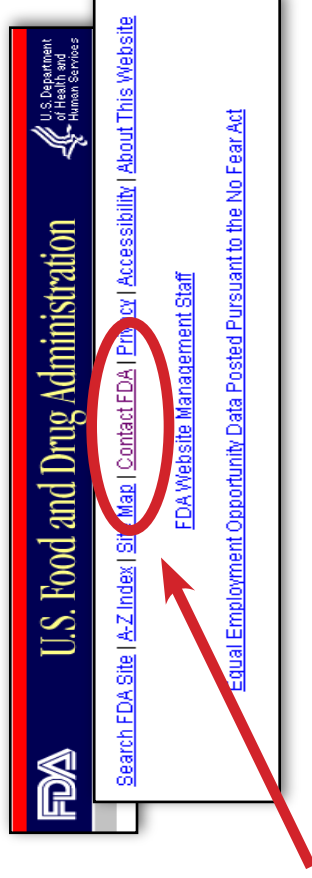 FDA
U.S. Food and Drug Administration
U.S. Department
of Health and
Human Services
Search FDA Site | A-Z Index | Site Map | Contact FDA | Privacy | Accessibility | About This Website
FDA Website Management Staff
Equal Employment Opportunity Data Posted Pursuant to the No Fear Act